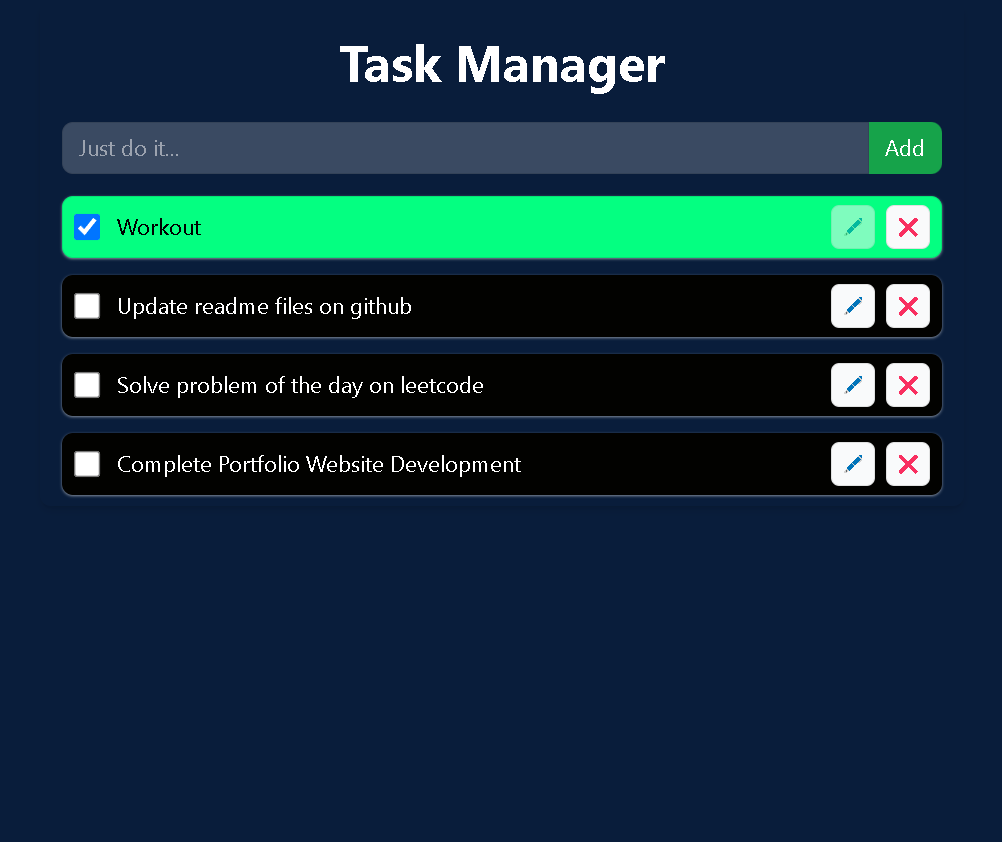 Task Manager
Just do it...
Add
Workout
Update readme files on github
Solve problem of the day on leetcode
Complete Portfolio Website Development